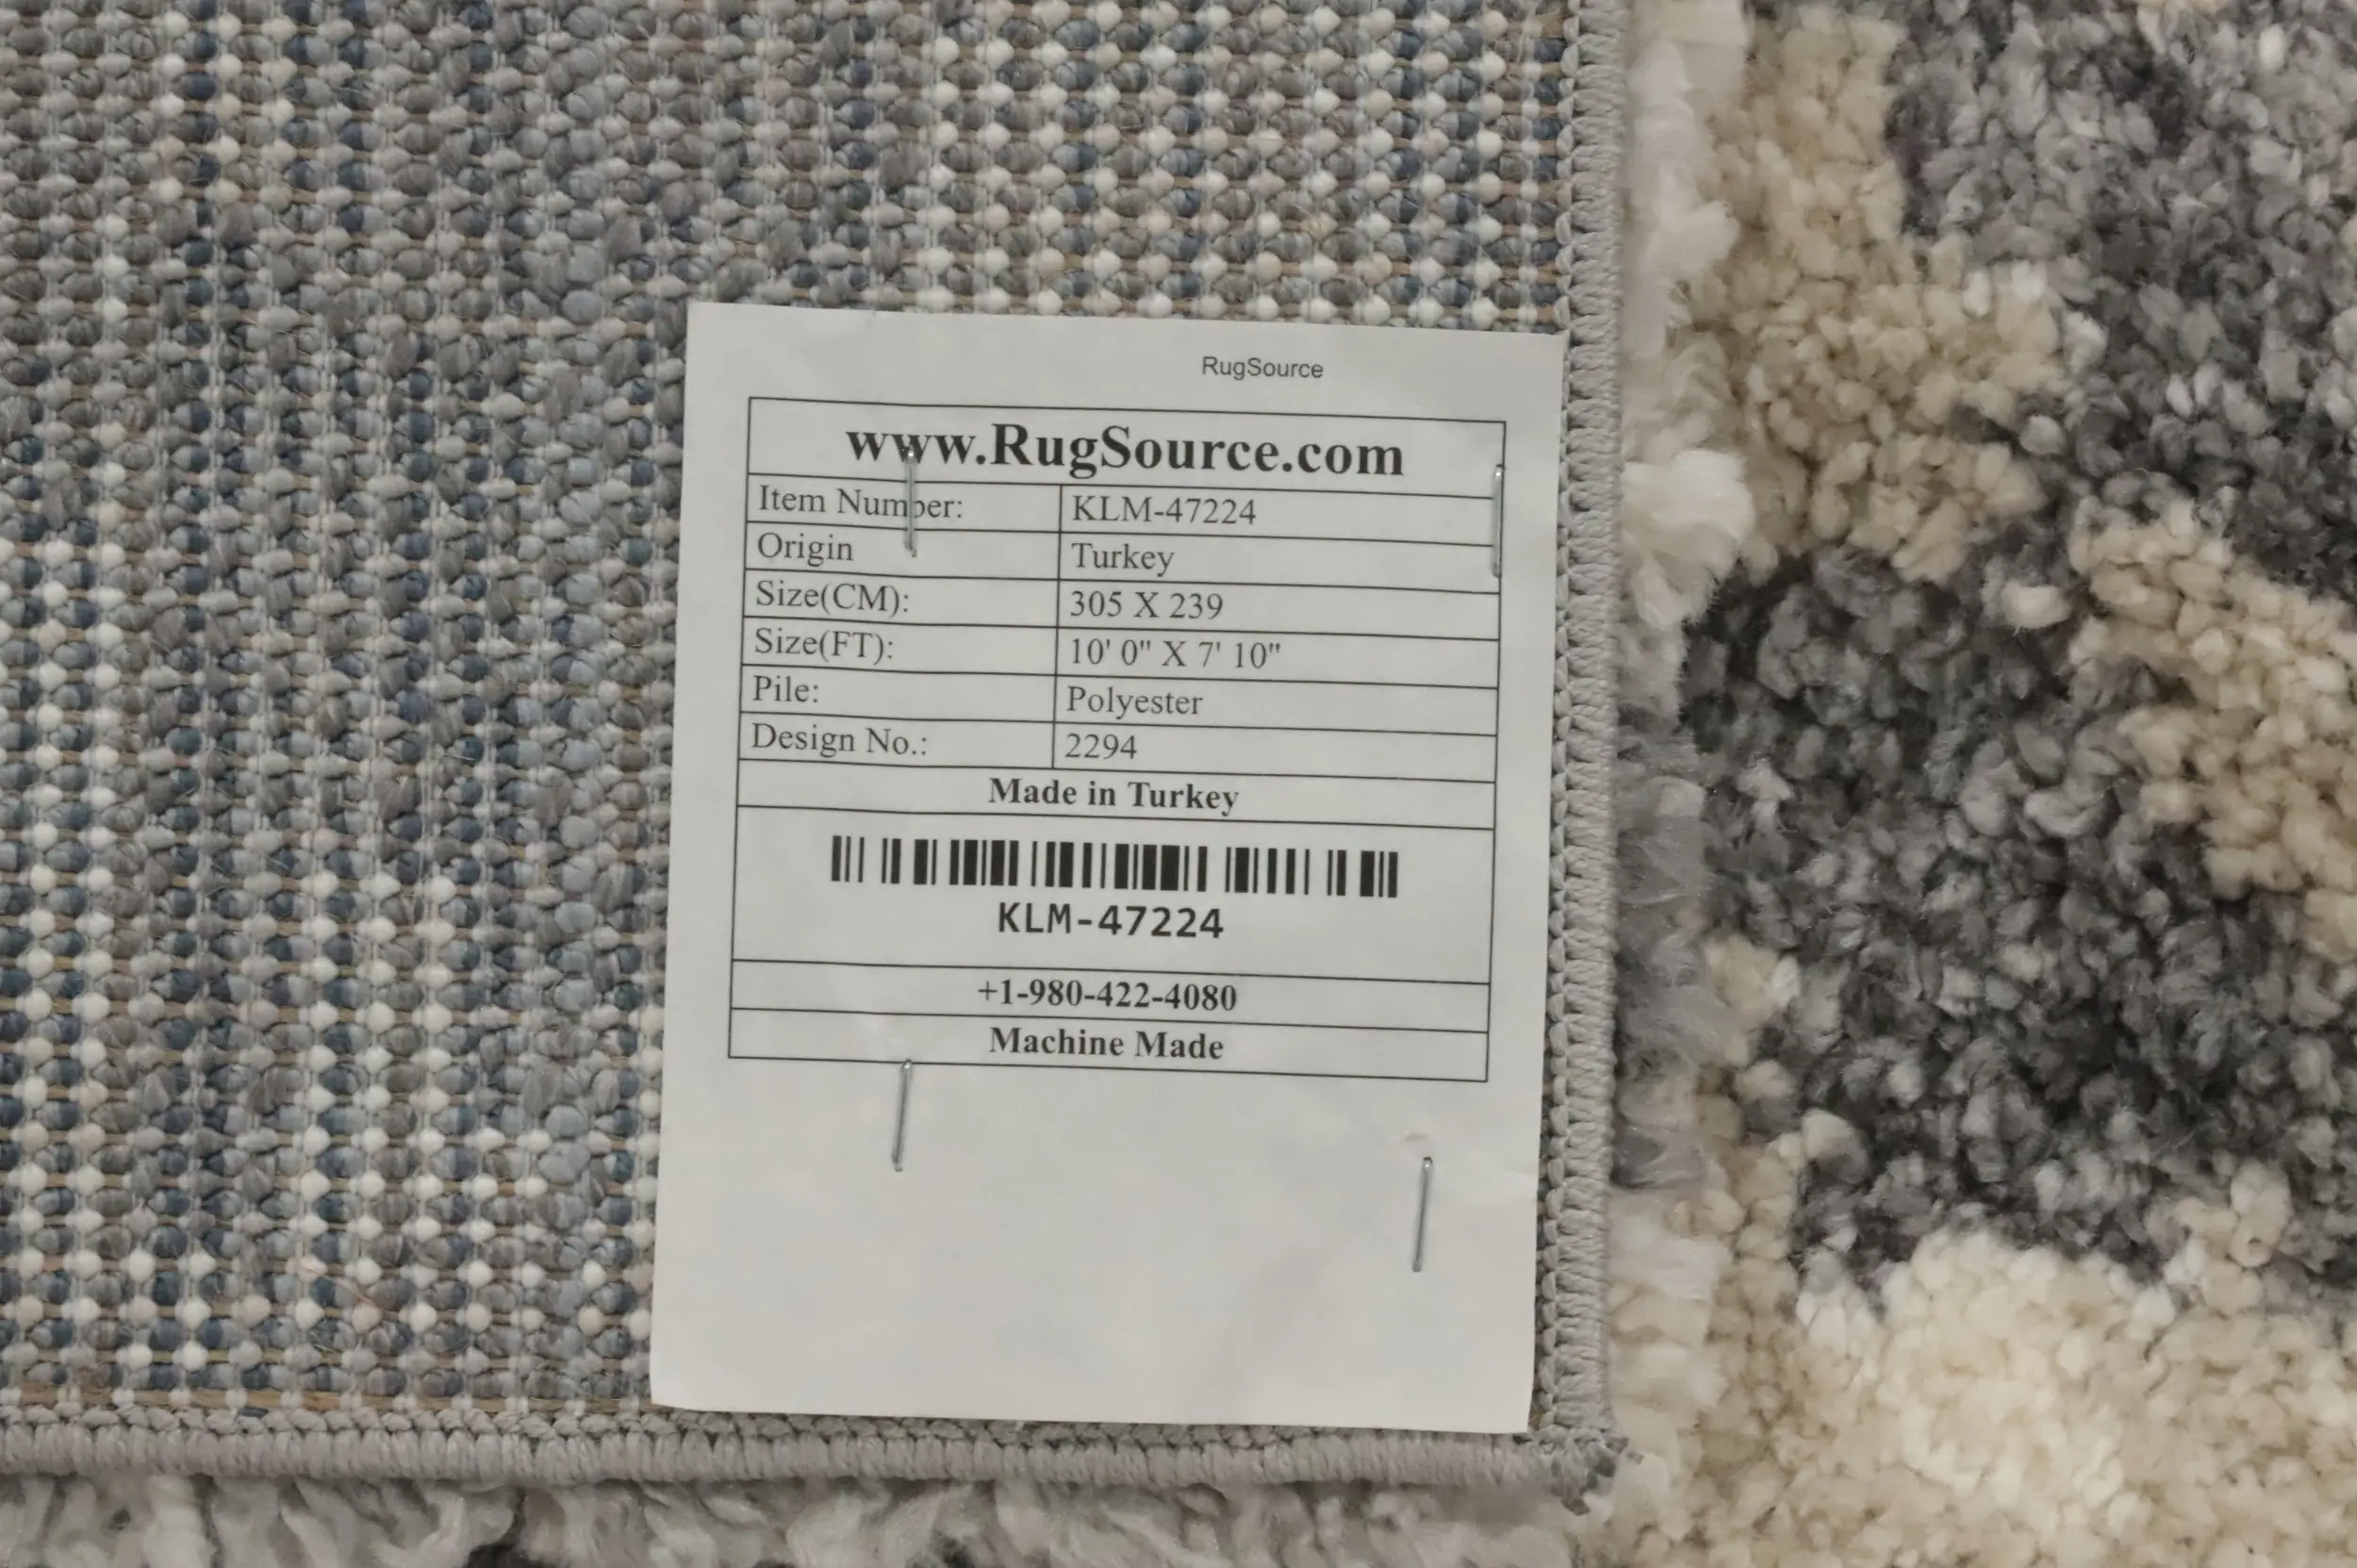 RugSource
www.RugSource.com
Item Number: KLM-47224
Origin Turkey
Size(CM): 305 X 239
Size(FT): 10' 0" X 7' 10"
Pile: Polyester
Design No.: 2294
Made in Turkey
KLM-47224
+1-980-422-4080
Machine Made